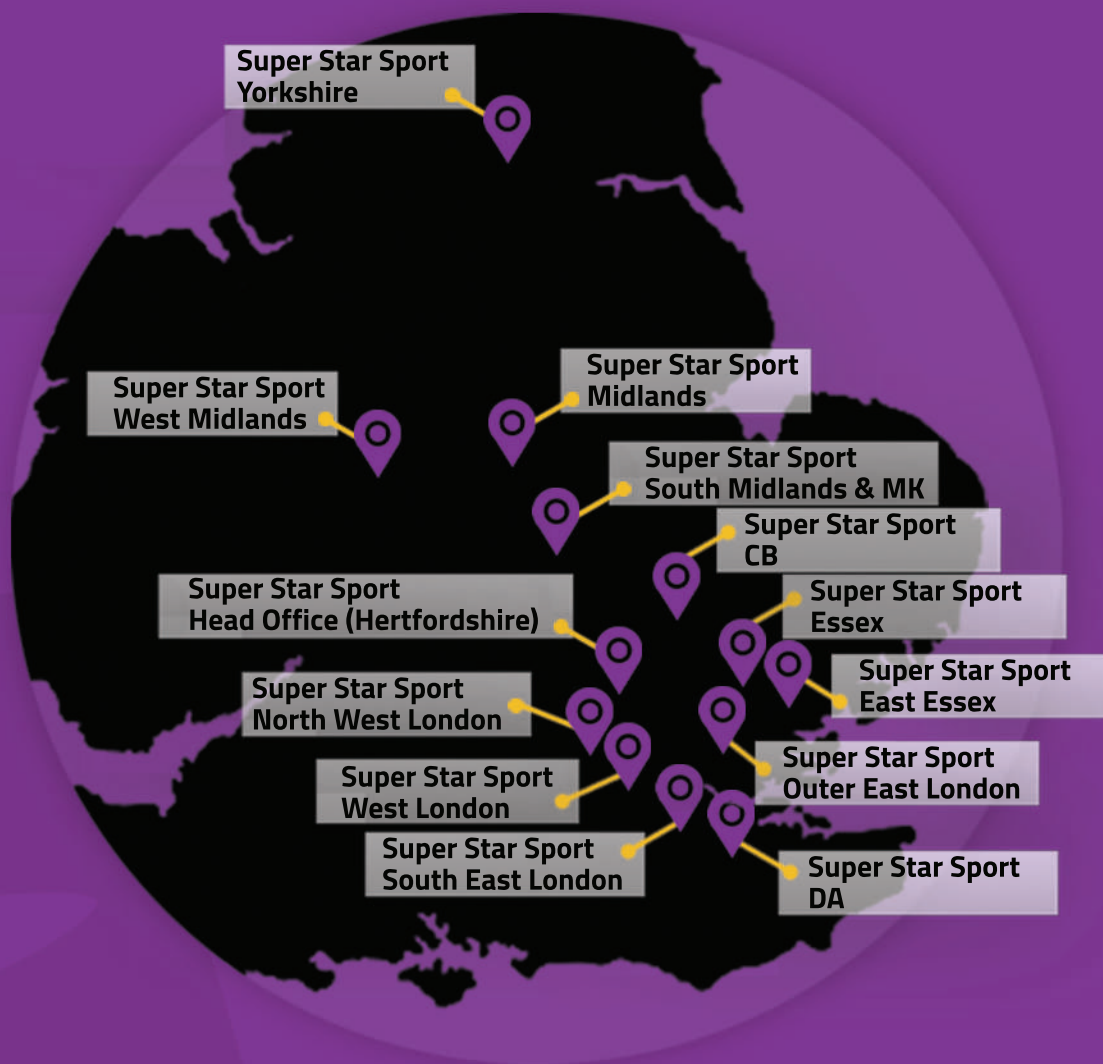 Super Star Sport
Yorkshire
Super Star Sport
Midlands
Super Star Sport
West Midlands
Super Star Sport
South Midlands & MK
Super Star Sport
CB
Super Star Sport
Head Office (Hertfordshire)
Super Star Sport
Essex
Super Star Sport
East Essex
Super Star Sport
North West London
Super Star Sport
Outer East London
Super Star Sport
West London
Super Star Sport
South East London
Super Star Sport
DA